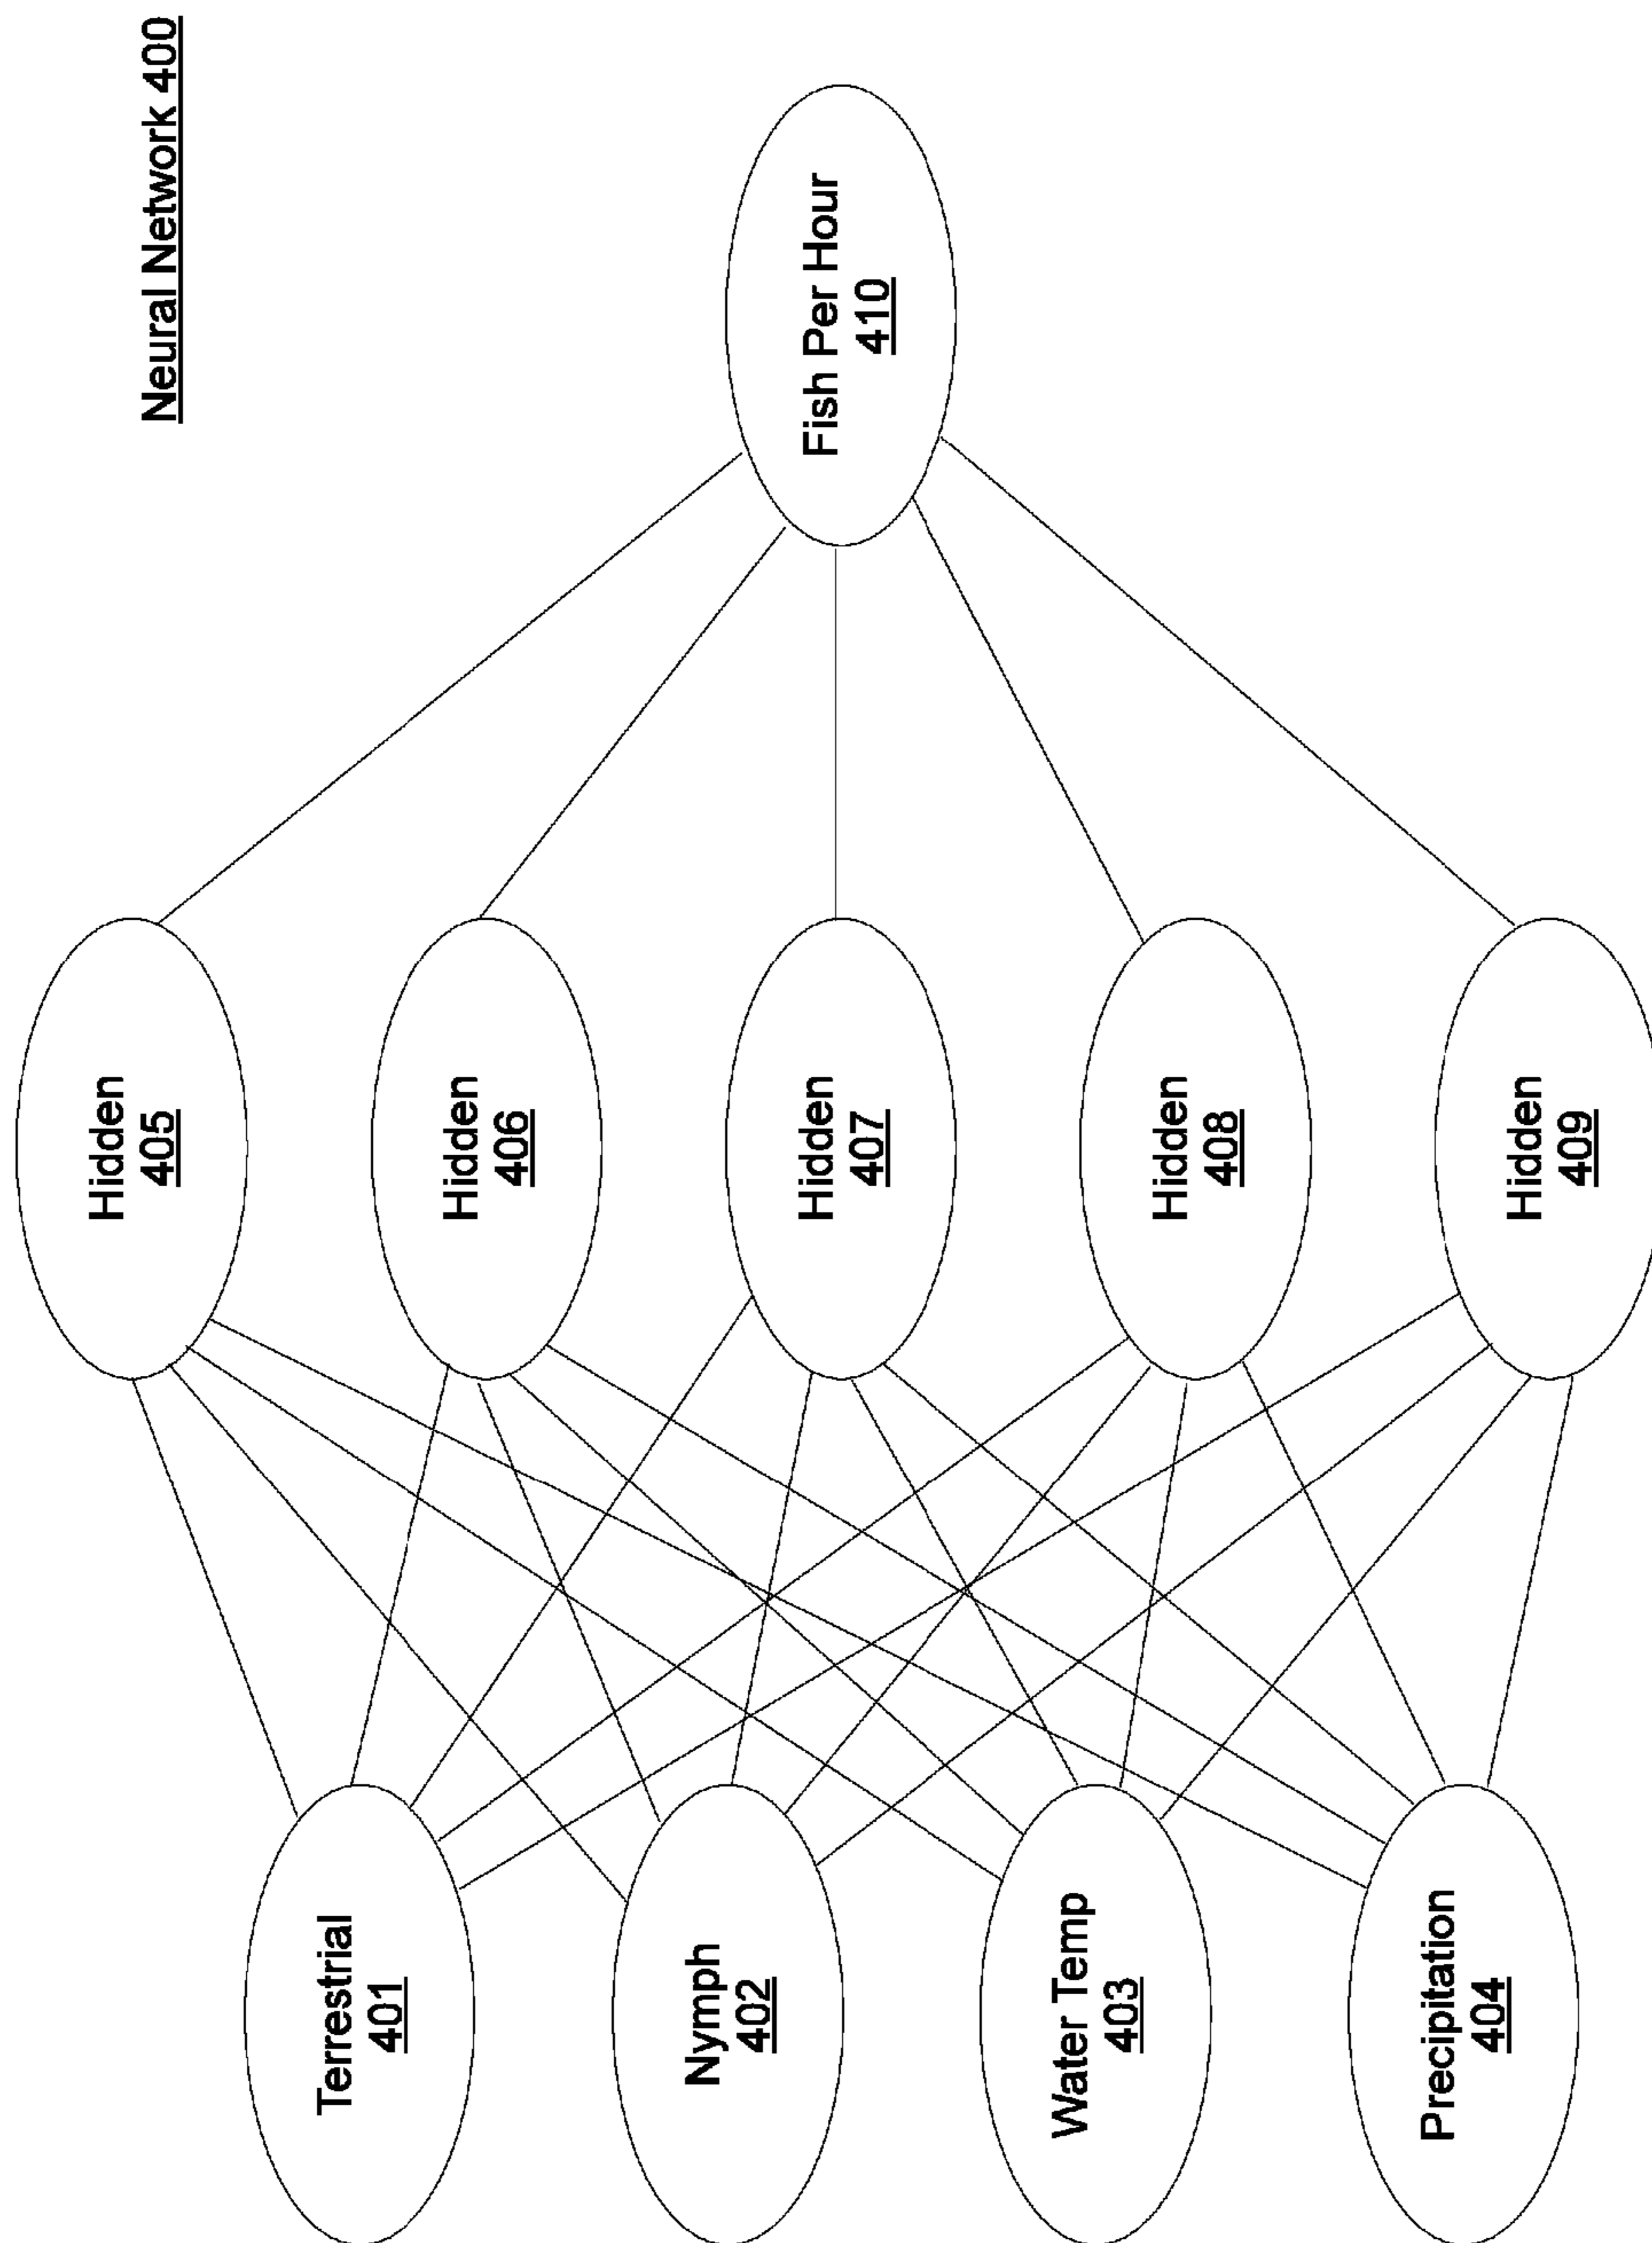 Neural Network 400
Terrestrial
401
Nymph
402
Water Temp
403
Precipitation
404
Hidden
405
Hidden
406
Hidden
407
Hidden
408
Hidden
409
Fish Per Hour
410